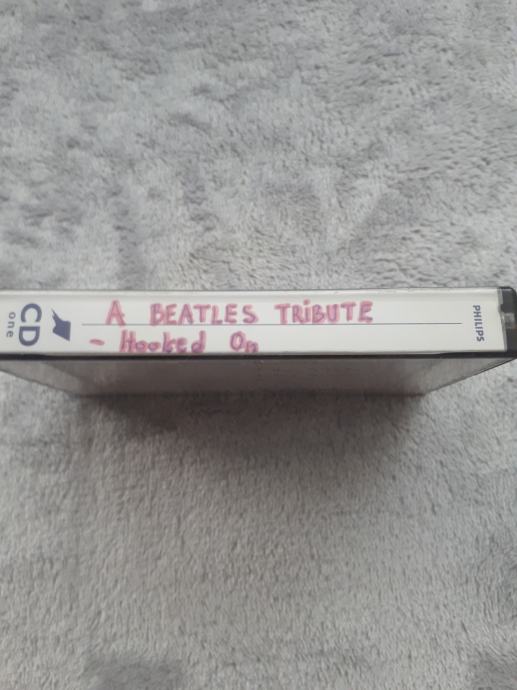 CD
one
A BEATLES TRIBUTE
- Hooked On
PHILIPS